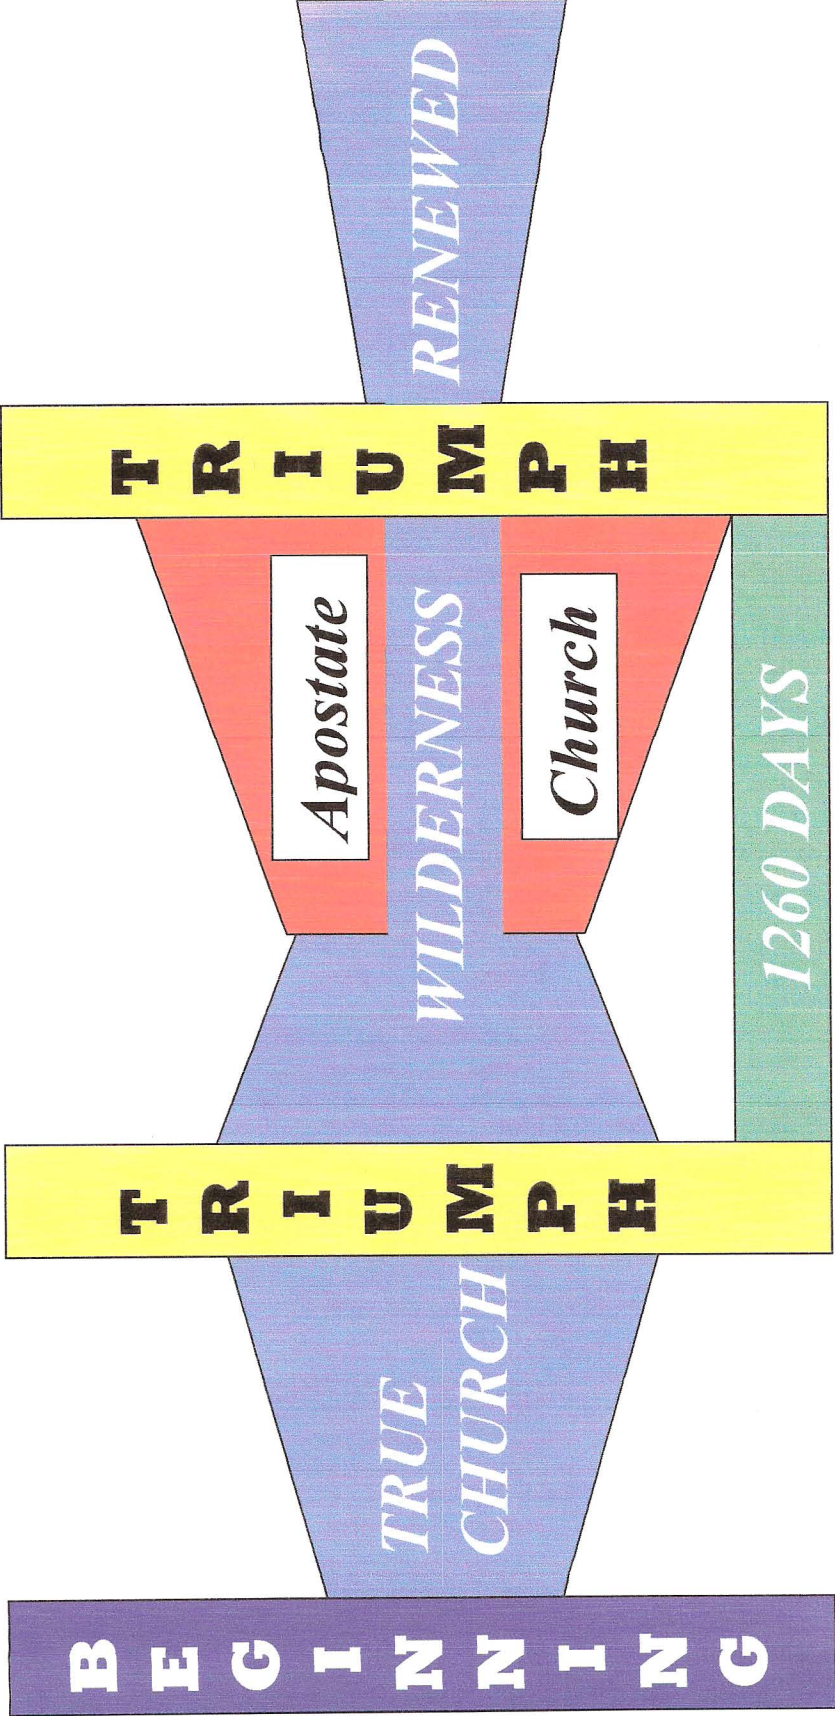 BEGINNING
TRUE
CHURCH
TRIUMPH
WILDERNESS
Apostate
Church
1260 DAYS
TRIUMPH
RENEWED